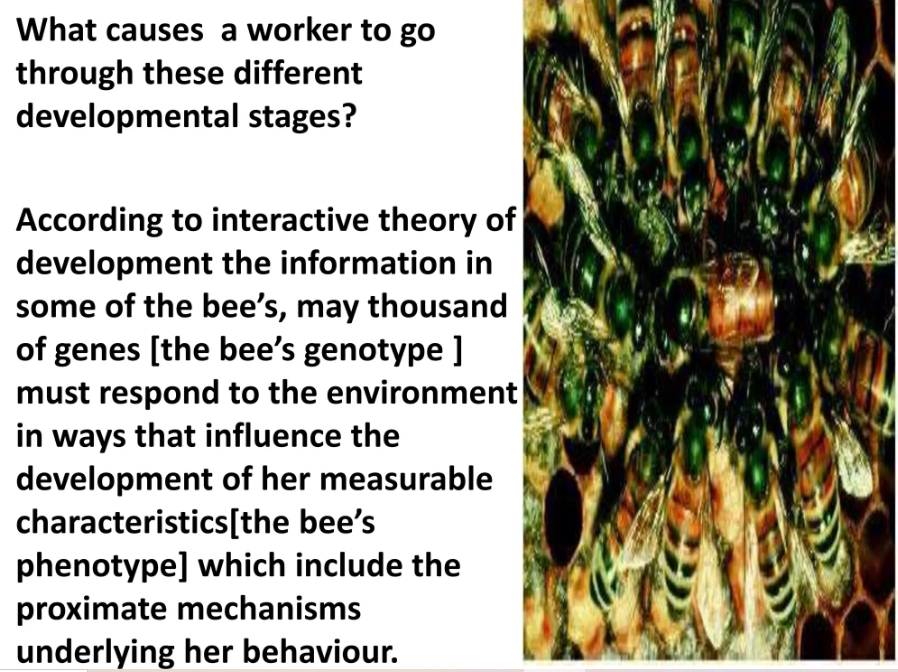 What causes  a worker to go
through these different
developmental stages?
According to interactive theory of
development the information in
some of the bee’s, may thousand
of genes [the bee’s genotype ]
must respond to the environment
in ways that influence the
development of her measurable
characteristics[the bee’s
phenotype] which include the
proximate mechanisms
underlying her behaviour.